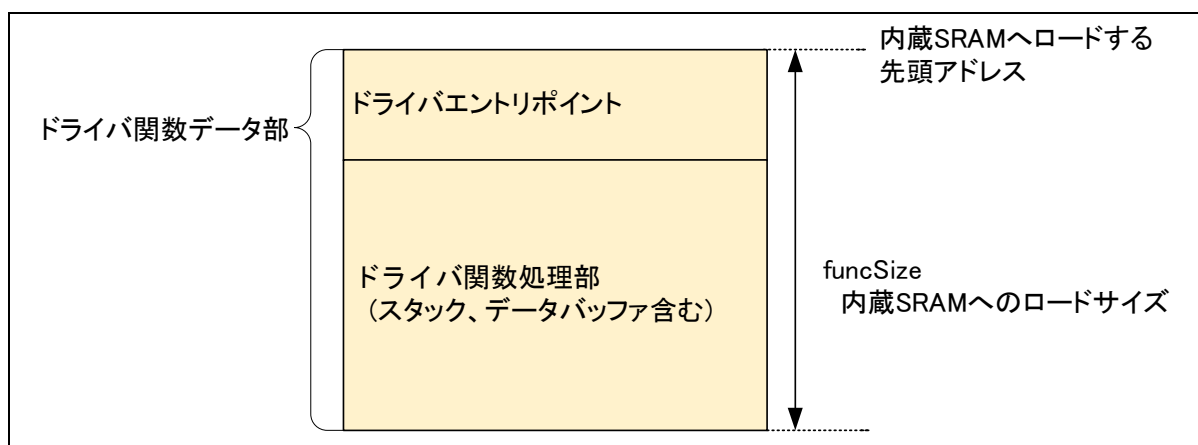 内蔵SRAMへロードする
先頭アドレス
ドライバエントリポイント
ドライバ関数データ部
ドライバ関数処理部
(スタック、データバッファ含む)
funcSize
内蔵SRAMへのロードサイズ